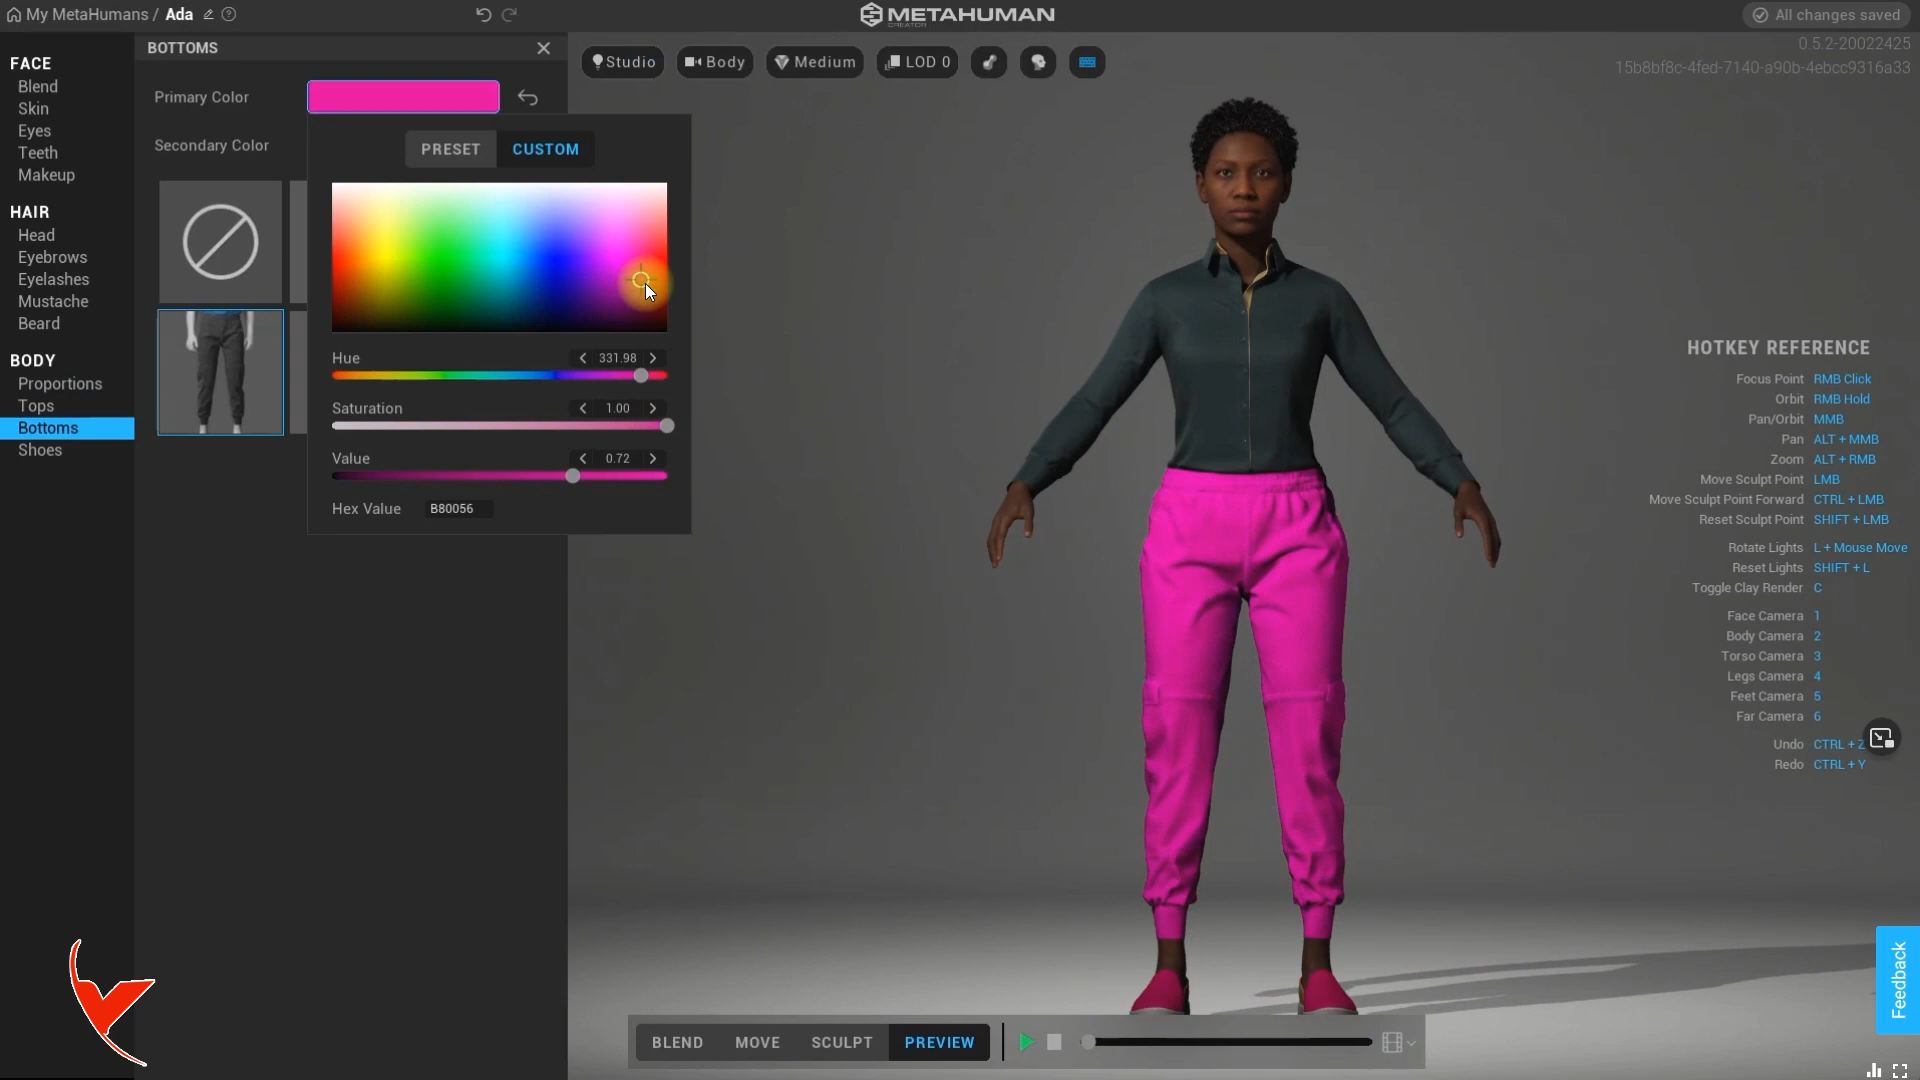 My MetaHumans / Ada
METAHUMAN
CREATOR
All changes saved
0.5.2-20022425
15b8bf8c-4fed-7140-a90b-4ebcc9316a33
FACE
Blend
Skin
Eyes
Teeth
Makeup
HAIR
Head
Eyebrows
Eyelashes
Mustache
Beard
BODY
Proportions
Tops
Bottoms
Shoes
BOTTOMS
Primary Color
Secondary Color
PRESET CUSTOM
Hue 331.98
Saturation 1.00
Value 0.72
Hex Value B80056
Studio Body Medium LOD 0
HOTKEY REFERENCE
Focus Point RMB Click
Orbit RMB Hold
Pan/Orbit MMB
Pan ALT + MMB
Zoom ALT + RMB
Move Sculpt Point LMB
Move Sculpt Point Forward CTRL + LMB
Reset Sculpt Point SHIFT + LMB
Rotate Lights L + Mouse Move
Reset Lights SHIFT + L
Toggle Clay Render C
Face Camera 1
Body Camera 2
Torso Camera 3
Legs Camera 4
Feet Camera 5
Far Camera 6
Undo CTRL + Z
Redo CTRL + Y
Feedback
BLEND MOVE SCULPT PREVIEW